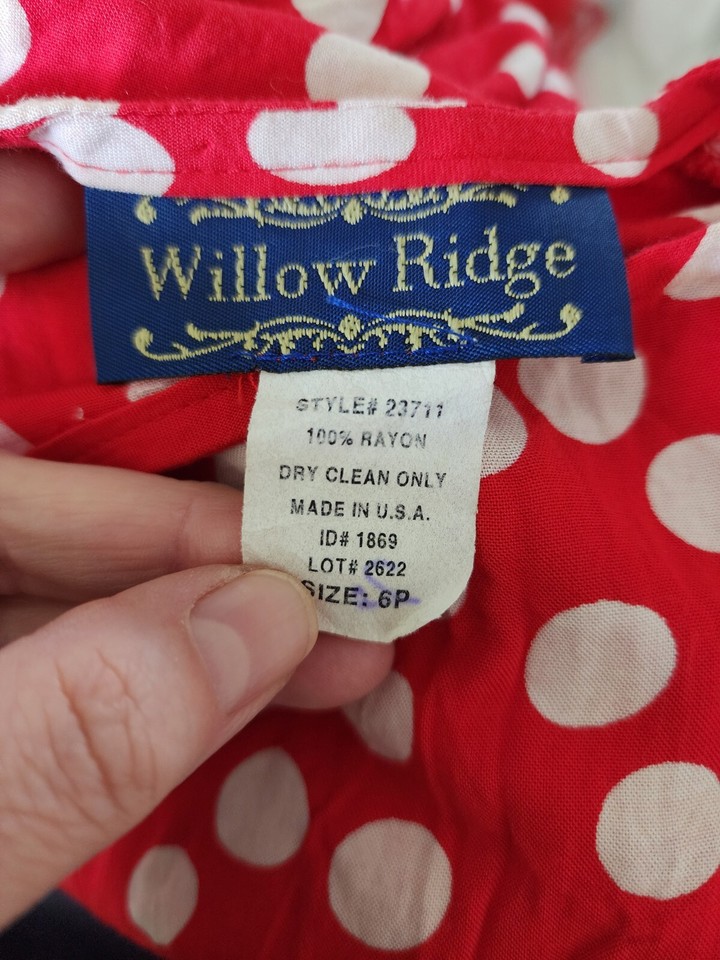 Willow Ridge
STYLE# 23711
100% RAYON
DRY CLEAN ONLY
MADE IN U.S.A.
ID# 1869
LOT# 2622
SIZE: 6P